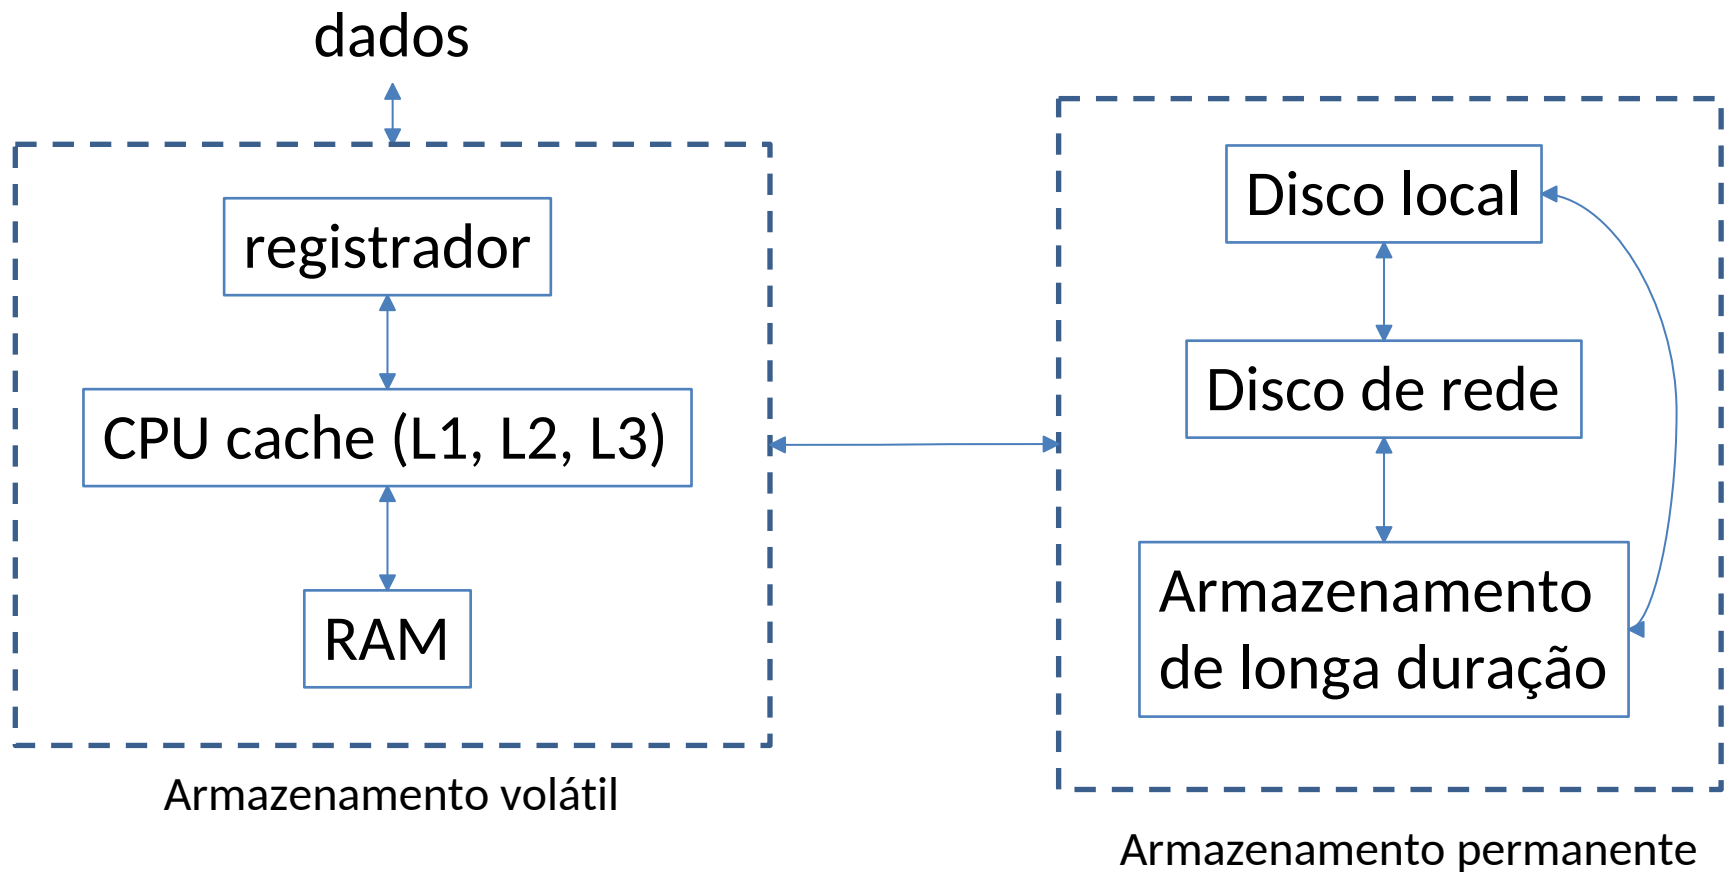 dados
registrador
CPU cache (L1, L2, L3)
RAM
Armazenamento volátil
Disco local
Disco de rede
Armazenamento
de longa duração
Armazenamento permanente